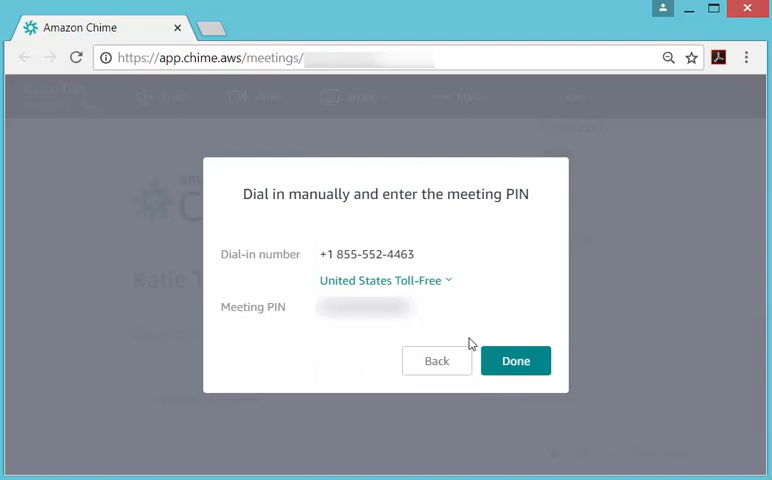 Amazon Chime
https://app.chime.aws/meetings/
Dial in manually and enter the meeting PIN
Dial-in number
+1 855-552-4463
United States Toll-Free
Meeting PIN
Back
Done